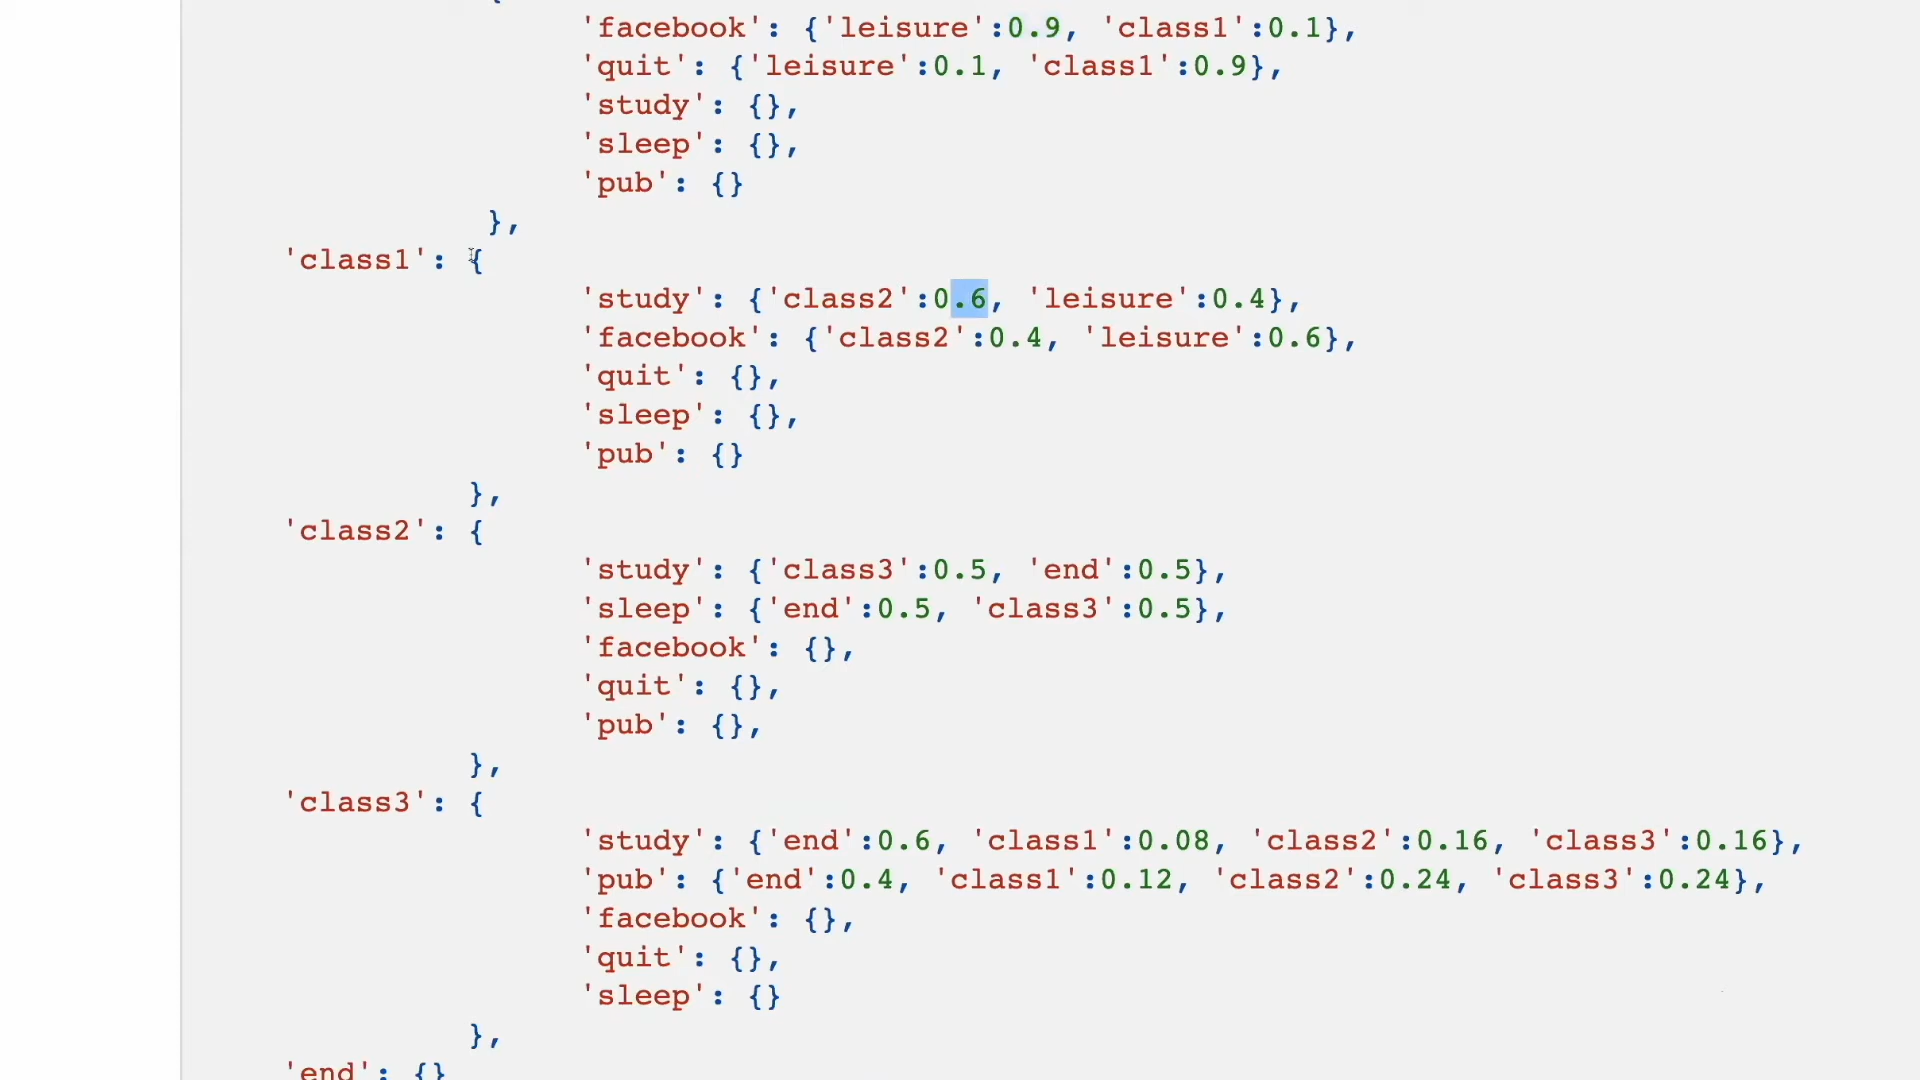 {
'facebook': {'leisure':0.9, 'class1':0.1},
'quit': {'leisure':0.1, 'class1':0.9},
'study': {},
'sleep': {},
'pub': {}
},
'class1': {
'study': {'class2':0.6, 'leisure':0.4},
'facebook': {'class2':0.4, 'leisure':0.6},
'quit': {},
'sleep': {},
'pub': {}
},
'class2': {
'study': {'class3':0.5, 'end':0.5},
'sleep': {'end':0.5, 'class3':0.5},
'facebook': {},
'quit': {},
'pub': {},
},
'class3': {
'study': {'end':0.6, 'class1':0.08, 'class2':0.16, 'class3':0.16},
'pub': {'end':0.4, 'class1':0.12, 'class2':0.24, 'class3':0.24},
'facebook': {},
'quit': {},
'sleep': {}
},
'end': {}